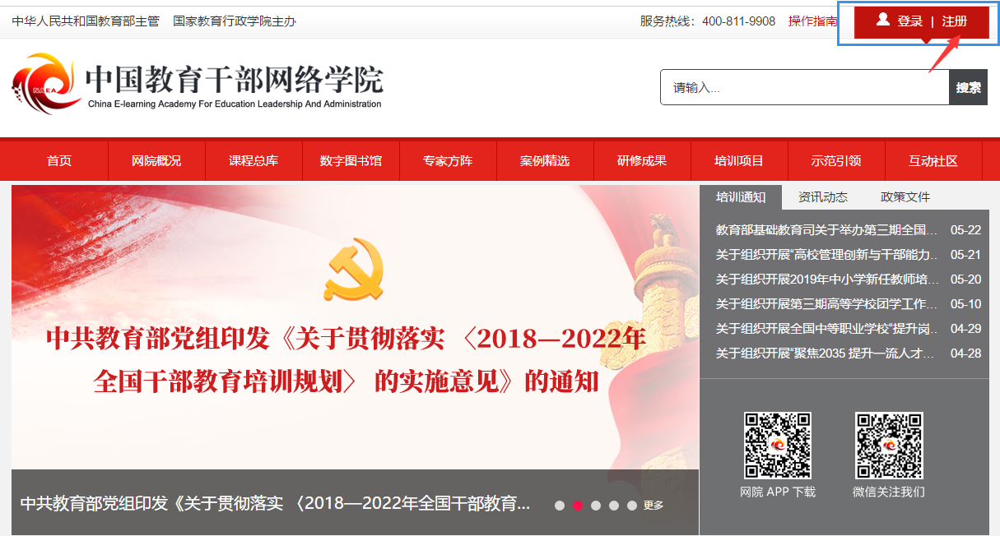 中华人民共和国教育部主管 国家教育行政学院主办
服务热线：400-811-9908 操作指南
登录 | 注册
NAEA
中国教育干部网络学院
China E-learning Academy For Education Leadership And Administration
请输入...
搜索
首页 网院概况 课程总库 数字图书馆 专家方阵 案例精选 研修成果 培训项目 示范引领 互动社区
中共教育部党组印发《关于贯彻落实 〈2018—2022年
全国干部教育培训规划〉 的实施意见》的通知
中共教育部党组印发《关于贯彻落实 〈2018—2022年全国干部教育...
更多
培训通知 资讯动态 政策文件
教育部基础教育司关于举办第三期全国... 05-22
关于组织开展“高校管理创新与干部能力.. 05-21
关于组织开展2019年中小学新任教师培... 05-20
关于组织开展第三期高等学校团学工作... 05-10
关于组织开展全国中等职业学校“提升岗.. 04-29
关于组织开展“聚焦2035 提升一流人才... 04-28
网院 APP 下载
微信关注我们